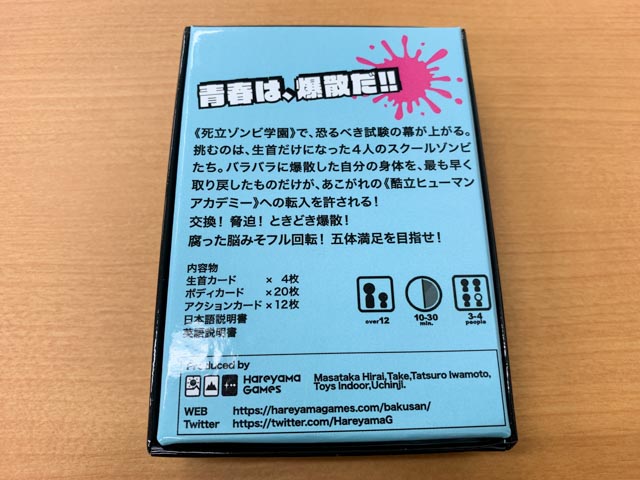 青春は、爆散だ!!
《死立ゾンビ学園》で、恐るべき試験の幕が上がる。
挑むのは、生首だけになった4人のスクールゾンビ
たち。バラバラに爆散した自分の身体を、最も早く
取り戻したものだけが、あこがれの《酷立ヒューマン
アカデミー》への転入を許される!
交換! 脅迫! ときどき爆散!
腐った脳みそフル回転! 五体満足を目指せ!
内容物
生首カード × 4枚
ボディカード ×20枚
アクションカード ×12枚
日本語説明書
英語説明書
over12
10-30
min.
3-4
people
Produced by
Hareyama
Games
Masataka Hirai,Take,Tatsuro Iwamoto,
Toys Indoor,Uchinji.
WEB https://hareyamagames.com/bakusan/
Twitter https://twitter.com/HareyamaG